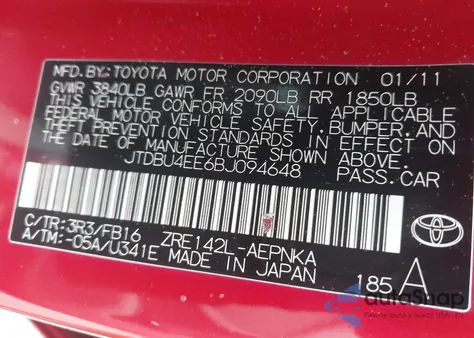 MFD.BY:TOYOTA MOTOR CORPORATION 01/11
GVWR 3840LB GAWR FR 2090LB RR 1850LB
THIS VEHICLE CONFORMS TO ALL APPLICABLE
FEDERAL MOTOR VEHICLE SAFETY,BUMPER,AND
THEFT PREVENTION STANDARDS IN EFFECT ON
THE DATE OF MANUFACTURE SHOWN ABOVE.
JTDBU4EE6BJ094648 PASS.CAR
C/TR:3R3/FB16 ZRE142L-AEPNKA
A/TM:-05A/U341E MADE IN JAPAN
185 A
TOYOTA
autoSnap